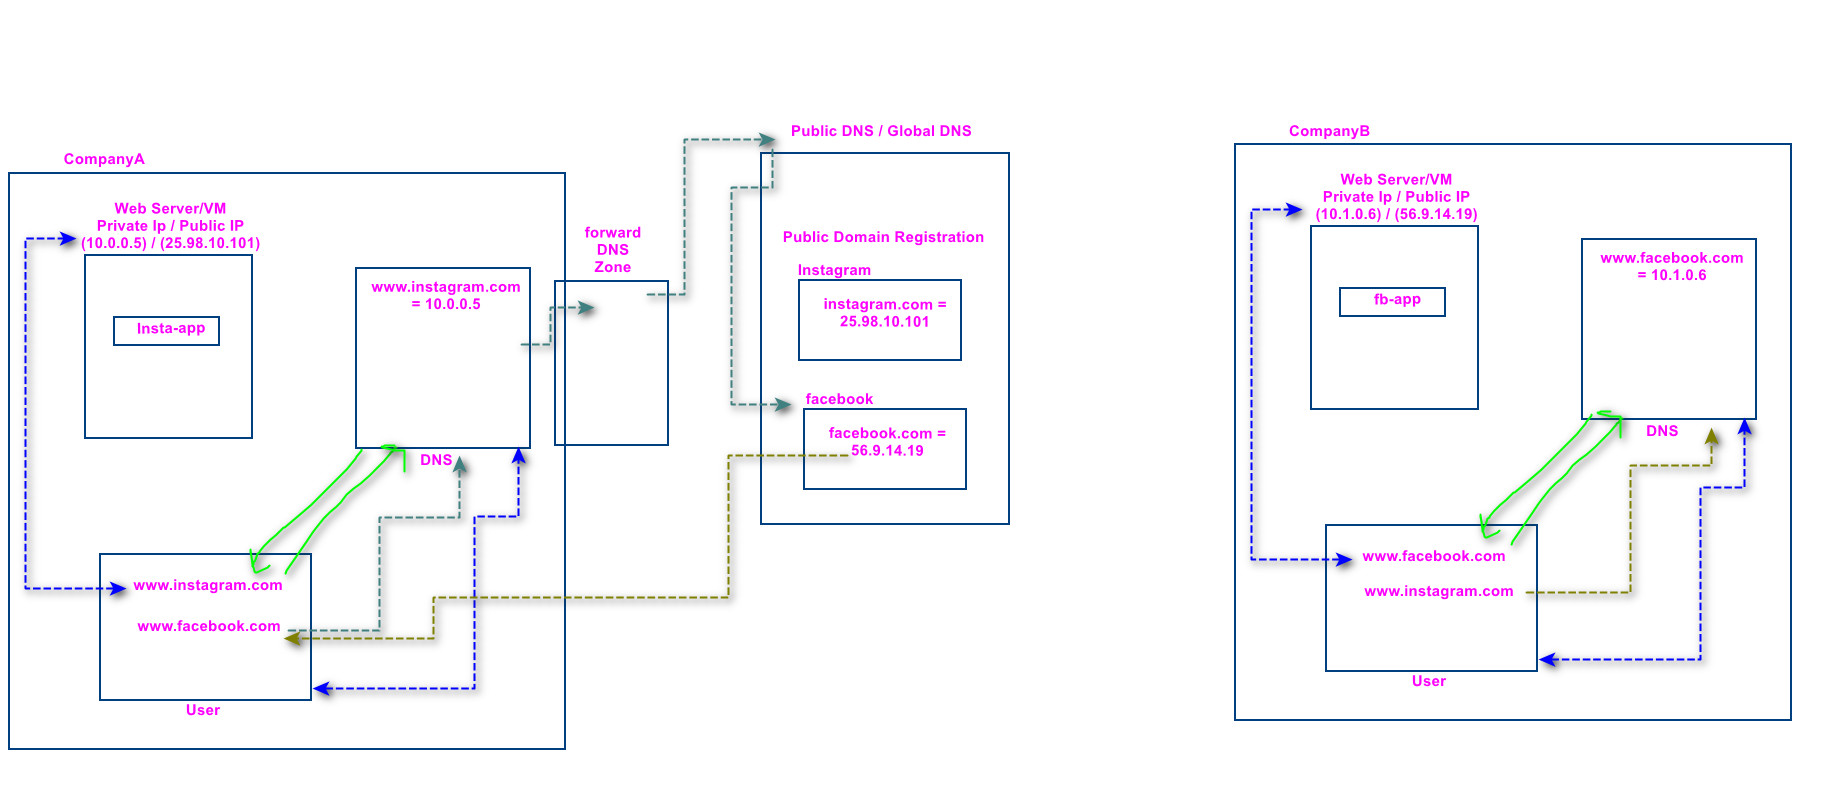 CompanyA
Web Server/VM
Private Ip / Public IP
(10.0.0.5) / (25.98.10.101)
Insta-app
www.instagram.com
= 10.0.0.5
DNS
www.instagram.com
www.facebook.com
User
forward
DNS
Zone
Public DNS / Global DNS
Public Domain Registration
Instagram
instagram.com =
25.98.10.101
facebook
facebook.com =
56.9.14.19
CompanyB
Web Server/VM
Private Ip / Public IP
(10.1.0.6) / (56.9.14.19)
fb-app
www.facebook.com
= 10.1.0.6
DNS
www.facebook.com
www.instagram.com
User